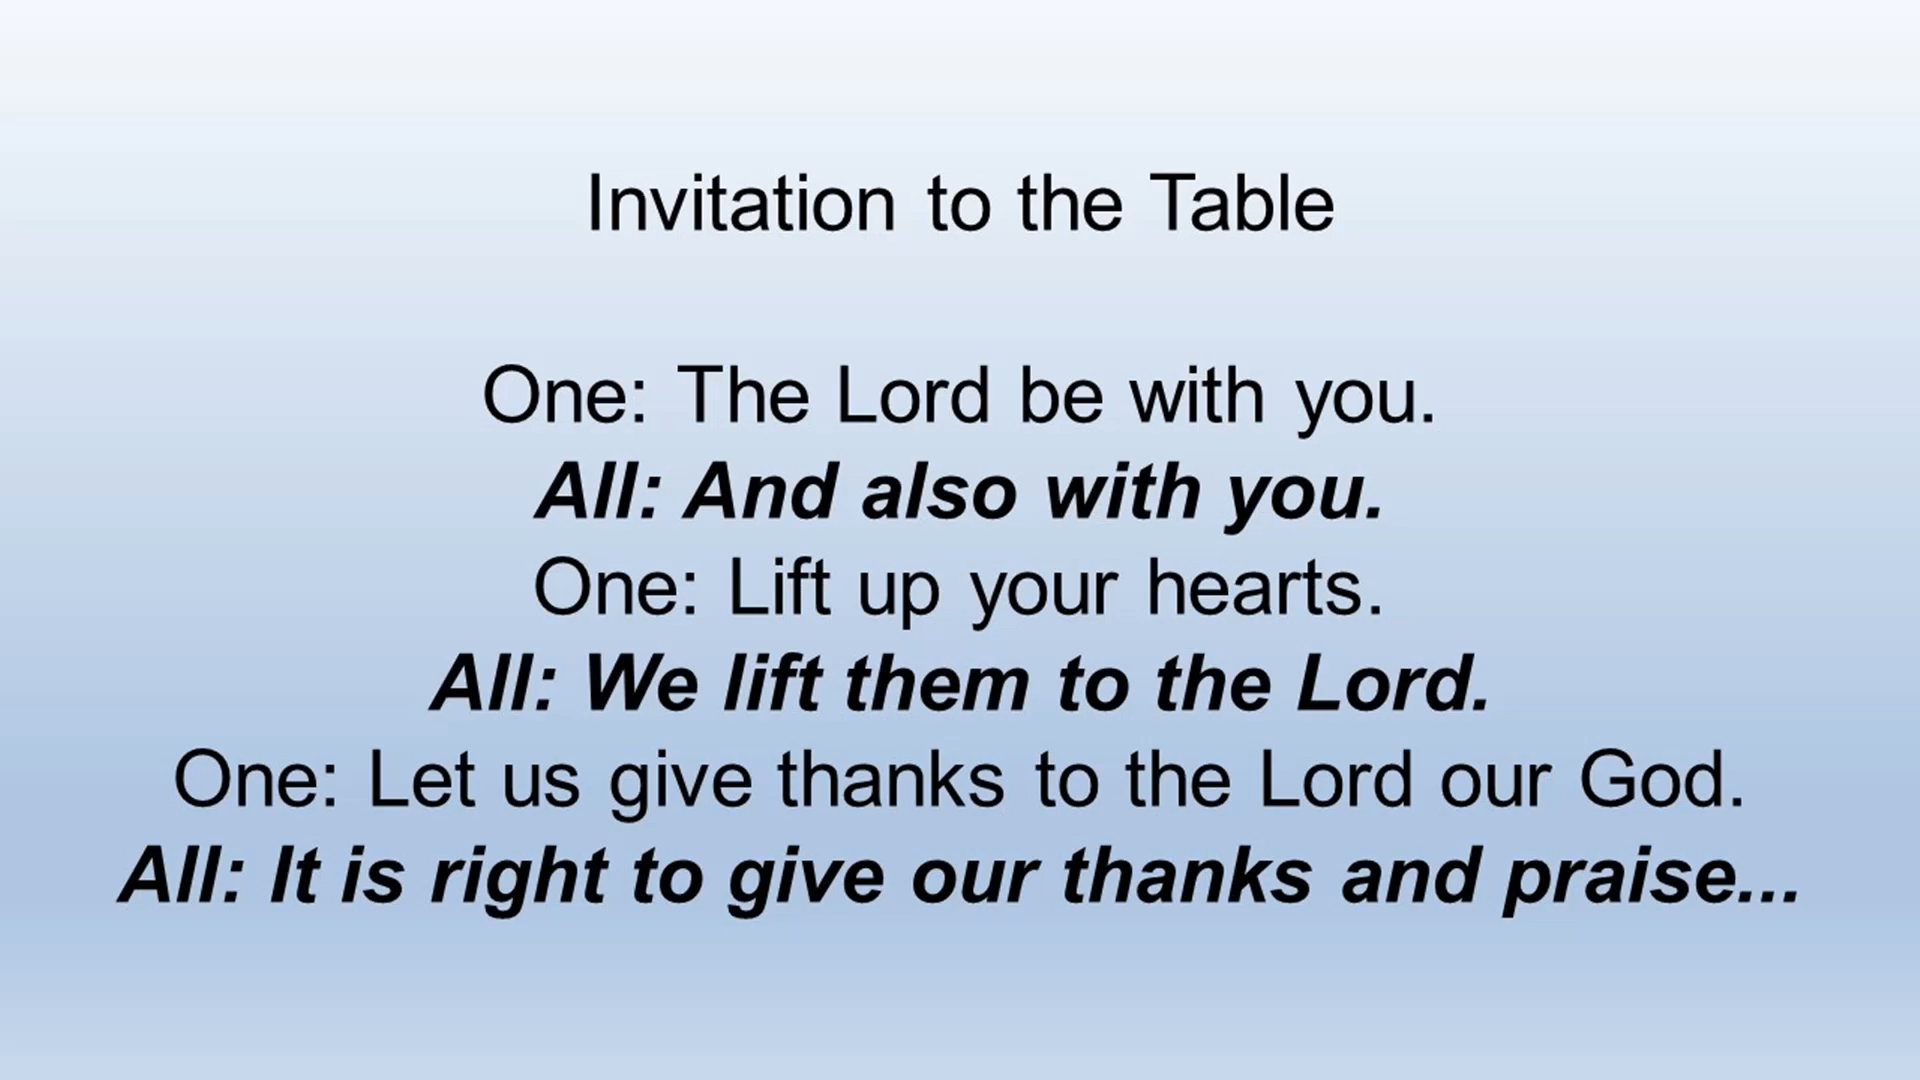 Invitation to the Table
One: The Lord be with you.
All: And also with you.
One: Lift up your hearts.
All: We lift them to the Lord.
One: Let us give thanks to the Lord our God.
All: It is right to give our thanks and praise...